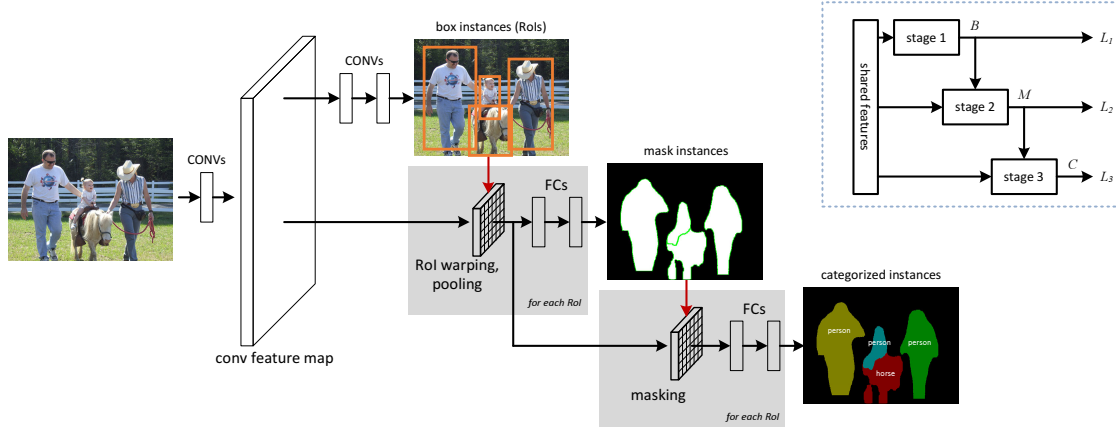 box instances (RoIs)
CONVs
CONVs
conv feature map
RoI warping,
pooling
FCs
for each RoI
mask instances
masking
FCs
for each RoI
categorized instances
person
person
person
horse
shared features
stage 1
B
L1
stage 2
M
L2
stage 3
C
L3